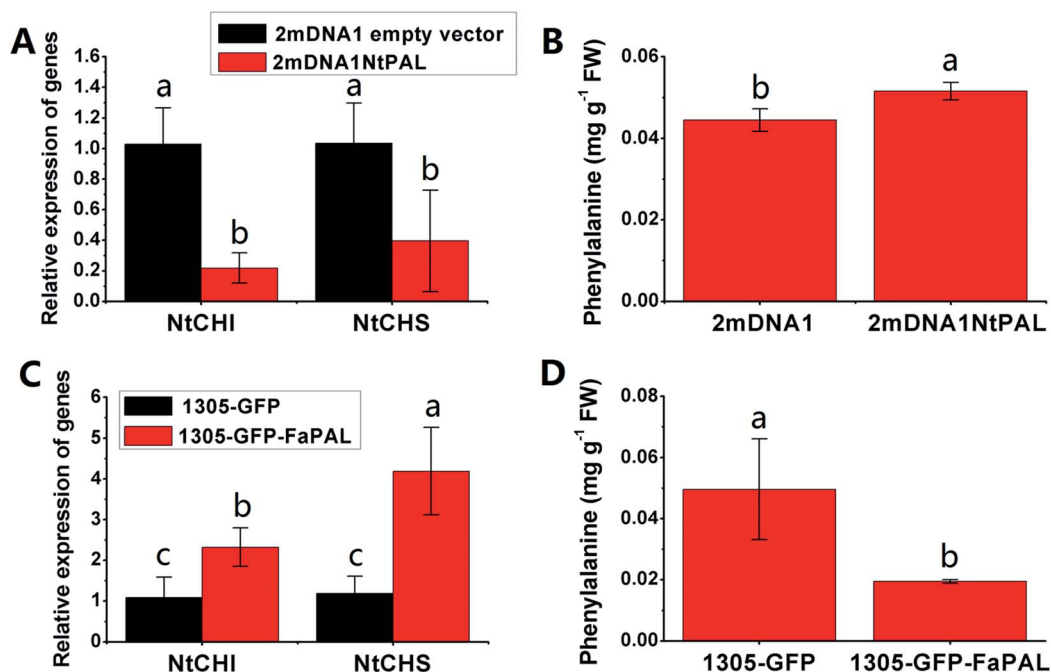 A
2mDNA1 empty vector
2mDNA1NtPAL
Relative expression of genes
1.6
1.4
1.2
1.0
0.8
0.6
0.4
0.2
0.0
a
b
a
b
NtCHI
NtCHS
B
Phenylalanine (mg g⁻¹ FW)
0.06
0.04
0.02
0.00
b
a
2mDNA1
2mDNA1NtPAL
C
1305-GFP
1305-GFP-FaPAL
Relative expression of genes
6
5
4
3
2
1
0
c
b
c
a
NtCHI
NtCHS
D
Phenylalanine (mg g⁻¹ FW)
0.08
0.06
0.04
0.02
0.00
a
b
1305-GFP
1305-GFP-FaPAL